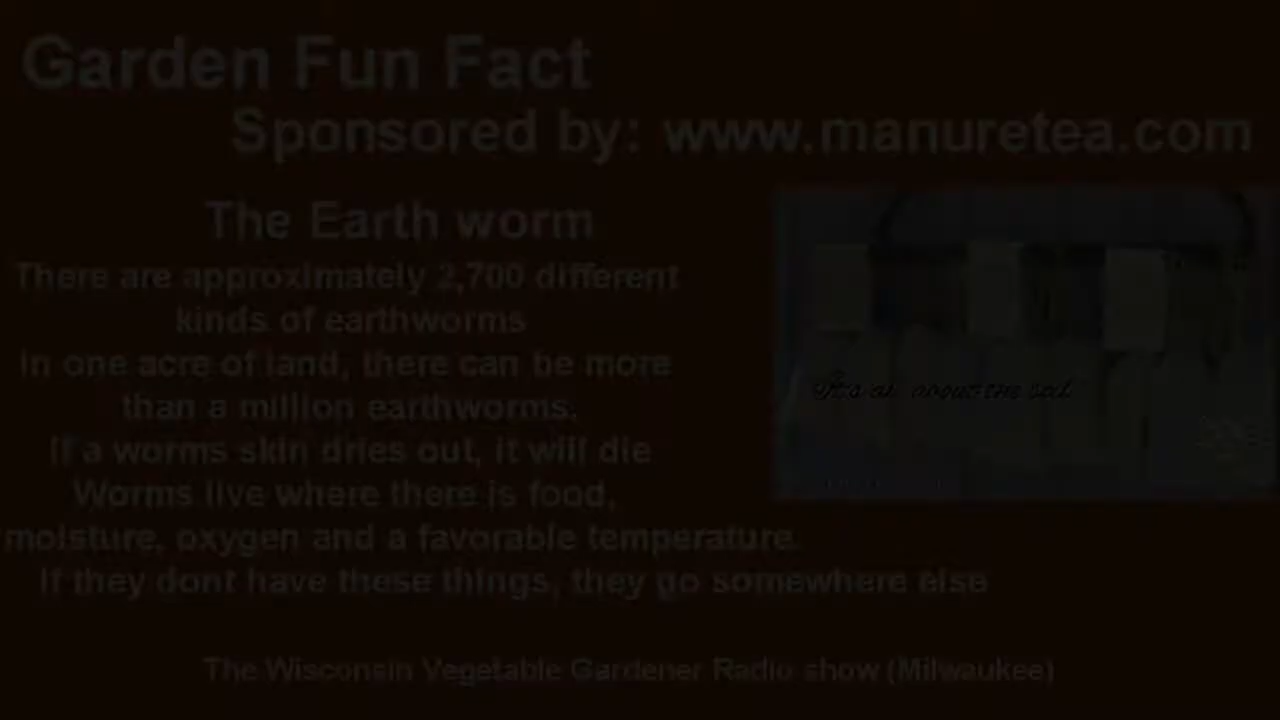 Garden Fun Fact
Sponsored by: www.manuretea.com
The Earth worm
There are approximately 2,700 different
kinds of earthworms
In one acre of land, there can be more
than a million earthworms.
If a worms skin dries out, it will die
Worms live where there is food,
moisture, oxygen and a favorable temperature.
If they dont have these things, they go somewhere else
about the soil
The Wisconsin Vegetable Gardener Radio show (Milwaukee)